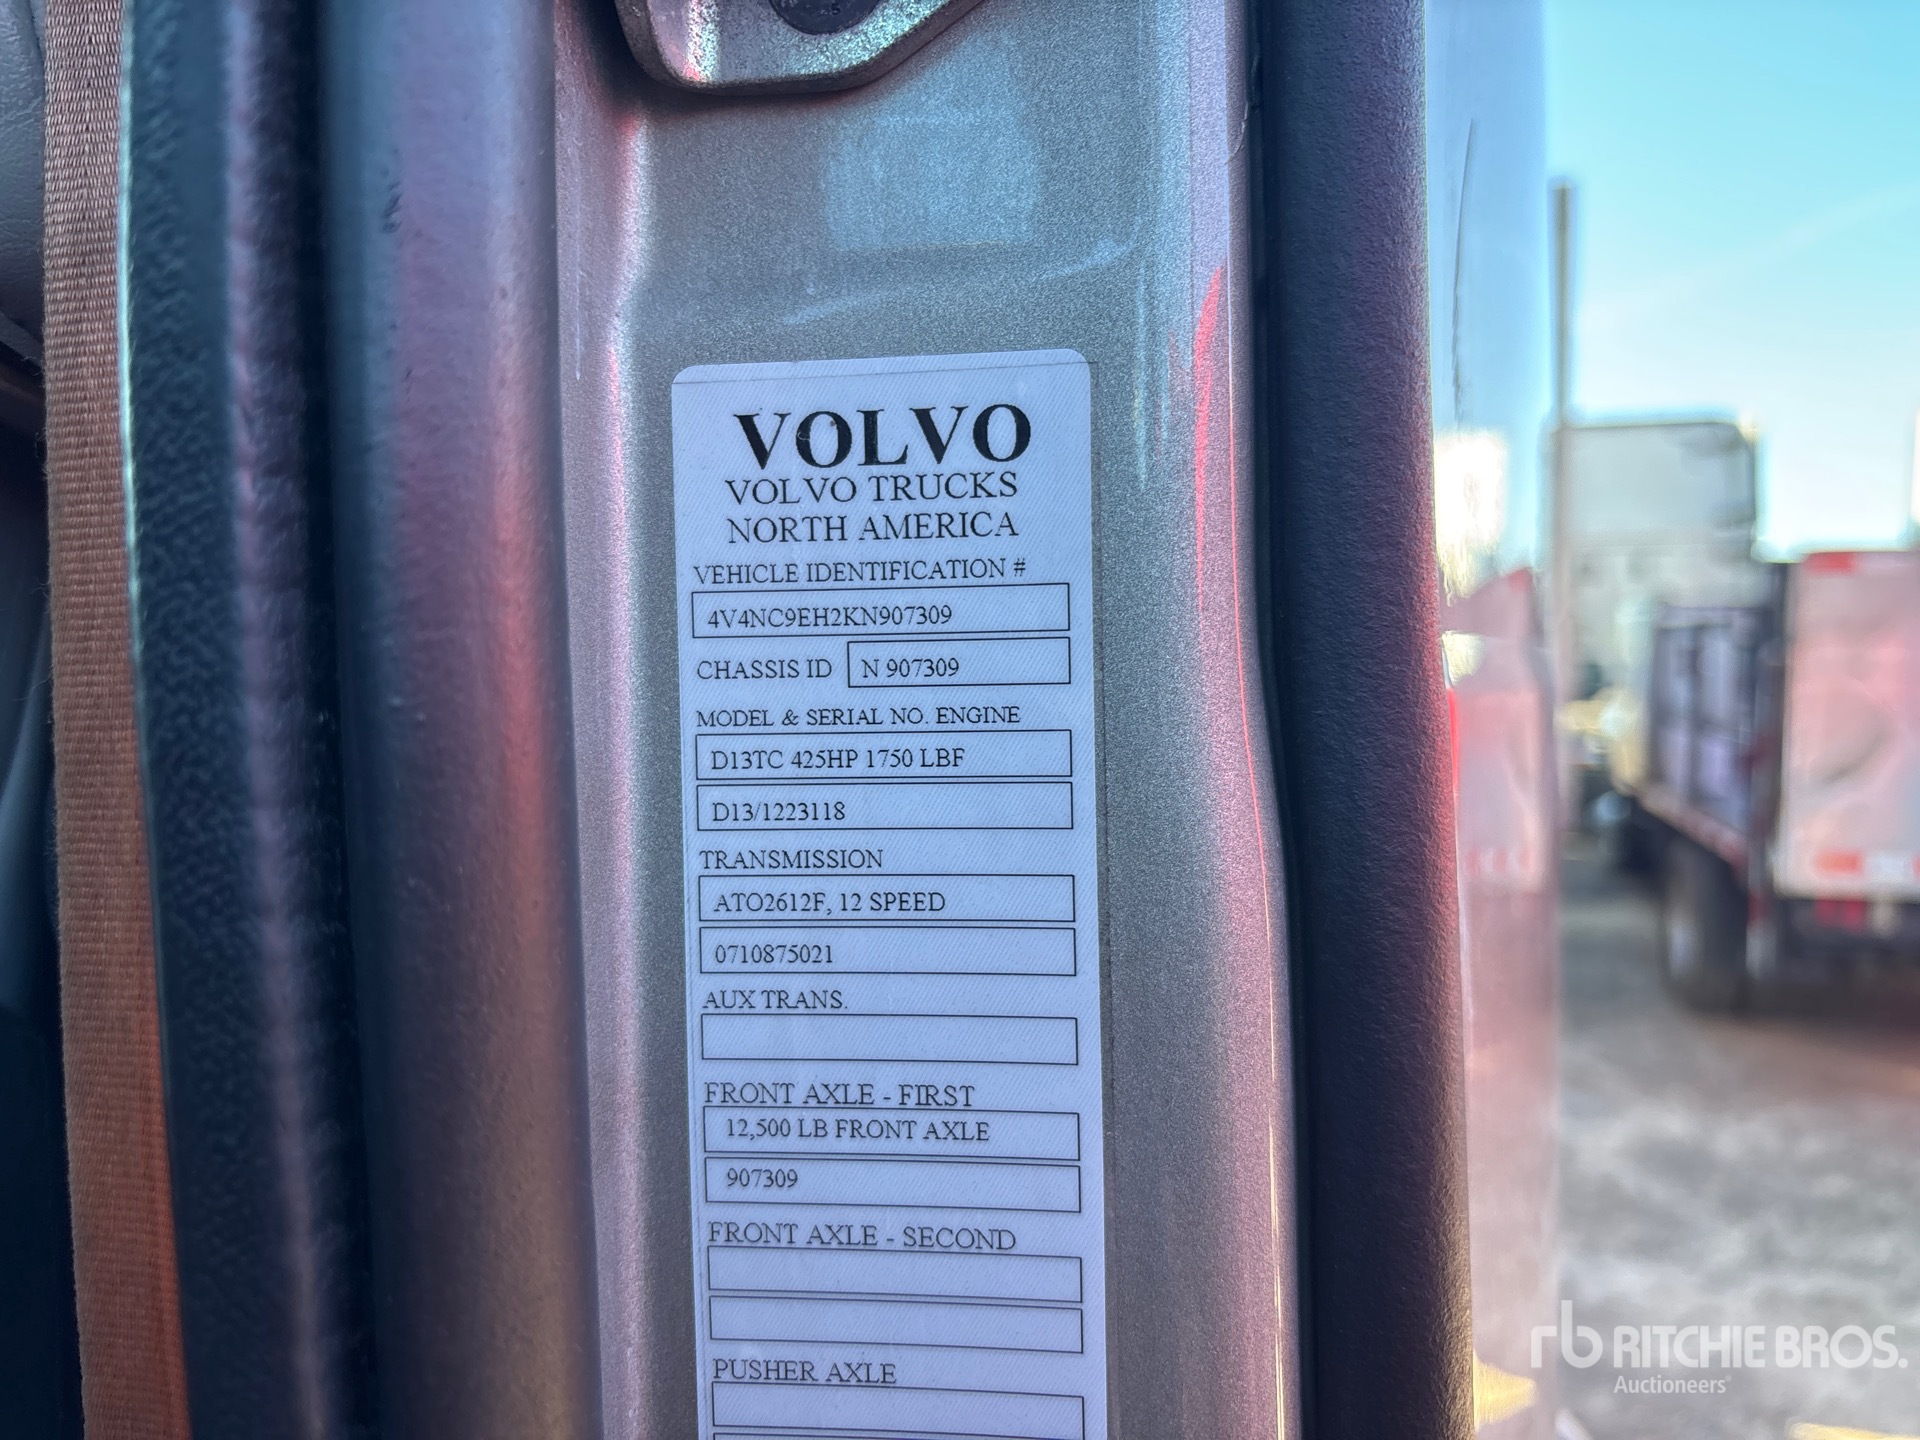 VOLVO
VOLVO TRUCKS
NORTH AMERICA
VEHICLE IDENTIFICATION #
4V4NC9EH2KN907309
CHASSIS ID N 907309
MODEL & SERIAL NO. ENGINE
D13TC 425HP 1750 LBF
D13/1223118
TRANSMISSION
ATO2612F, 12 SPEED
0710875021
AUX TRANS.
FRONT AXLE - FIRST
12,500 LB FRONT AXLE
907309
FRONT AXLE - SECOND
PUSHER AXLE
rb RITCHIE BROS.
Auctioneers